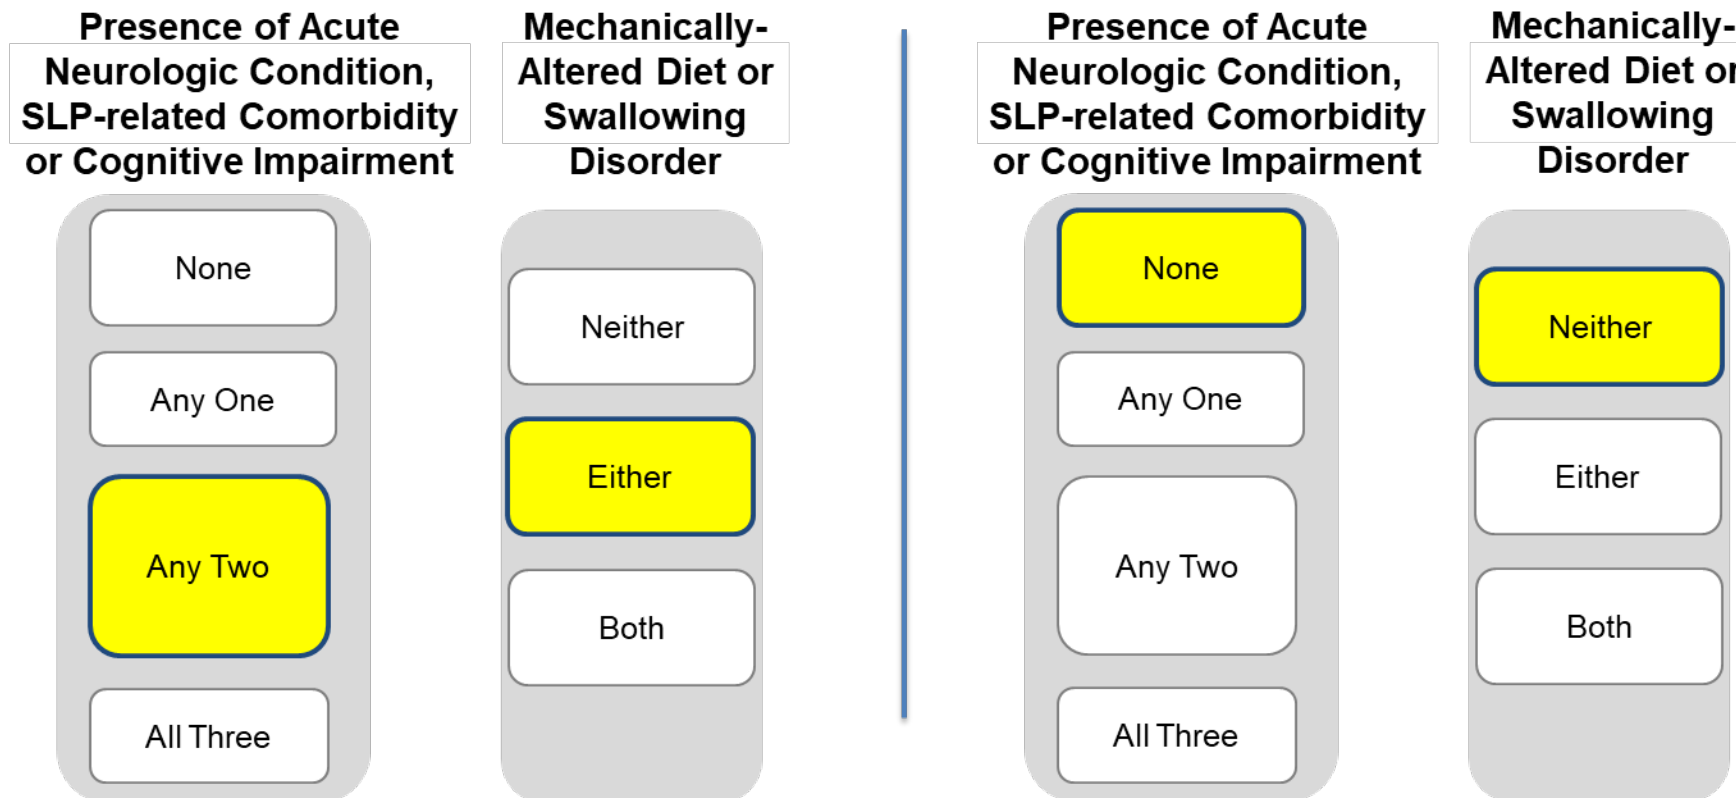 Presence of Acute
Neurologic Condition,
SLP-related Comorbidity
or Cognitive Impairment
None
Any One
Any Two
All Three
Mechanically-
Altered Diet or
Swallowing
Disorder
Neither
Either
Both
Presence of Acute
Neurologic Condition,
SLP-related Comorbidity
or Cognitive Impairment
None
Any One
Any Two
All Three
Mechanically-
Altered Diet or
Swallowing
Disorder
Neither
Either
Both